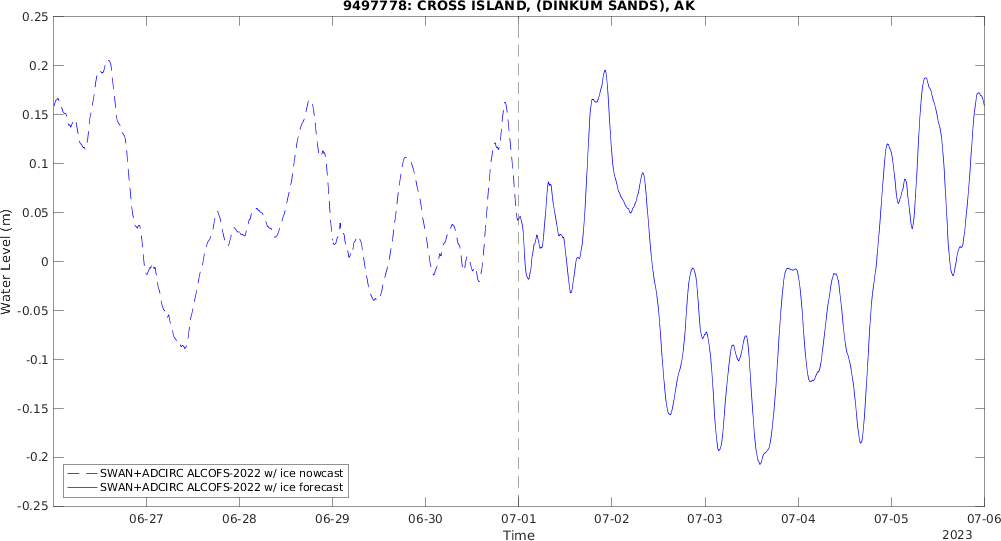 9497778: CROSS ISLAND, (DINKUM SANDS), AK
0.25
0.2
0.15
0.1
0.05
0
-0.05
-0.1
-0.15
-0.2
-0.25
Water Level (m)
SWAN+ADCIRC ALCOFS-2022 w/ ice nowcast
SWAN+ADCIRC ALCOFS-2022 w/ ice forecast
06-27 06-28 06-29 06-30 07-01 07-02 07-03 07-04 07-05 07-06
Time
2023